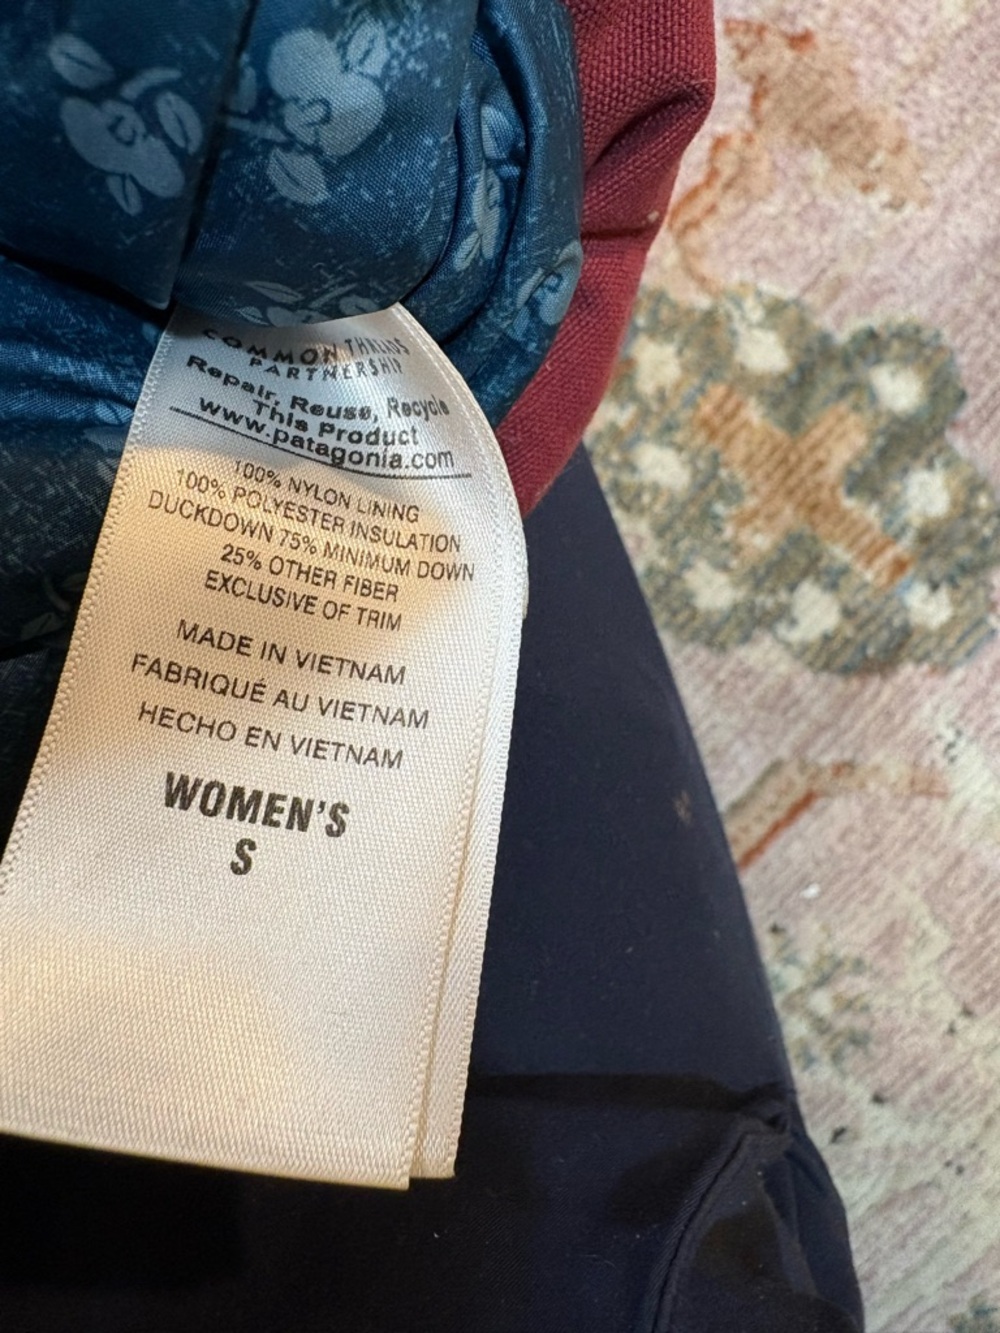 COMMON THREADS
PARTNERSHIP
Repair, Reuse, Recycle
This Product
www.patagonia.com
100% NYLON LINING
100% POLYESTER INSULATION
DUCKDOWN 75% MINIMUM DOWN
25% OTHER FIBER
EXCLUSIVE OF TRIM
MADE IN VIETNAM
FABRIQUÉ AU VIETNAM
HECHO EN VIETNAM
WOMEN'S
S